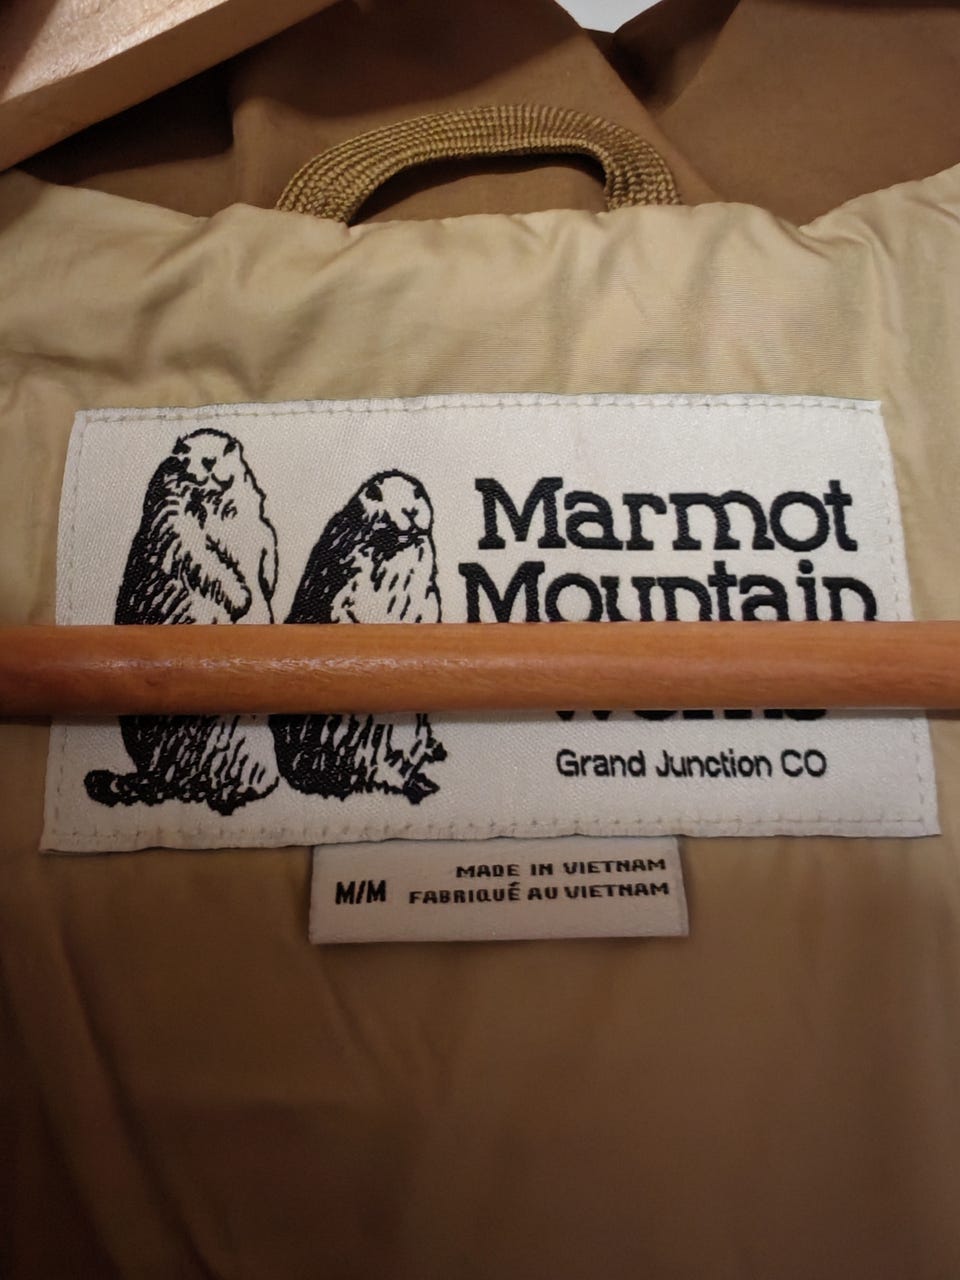 Marmot
Mountain
Grand Junction CO
M/M
MADE IN VIETNAM
FABRIQUÉ AU VIETNAM